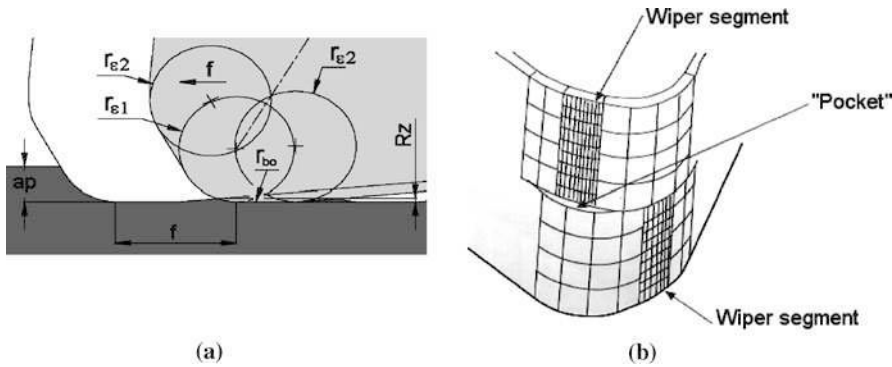 rε2
f
rε2
rε1
Rz
rbo
ap
f
(a)
Wiper segment
"Pocket"
Wiper segment
(b)